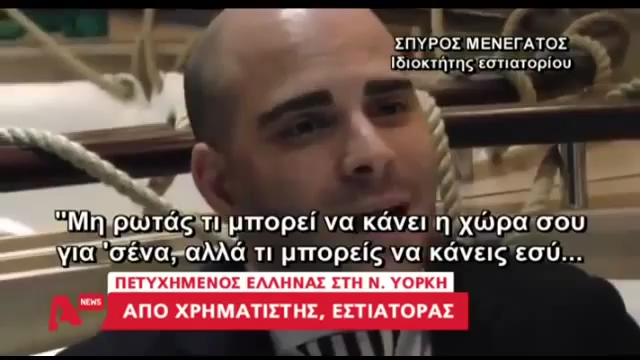 ΣΠΥΡΟΣ ΜΕΝΕΓΑΤΟΣ
Ιδιοκτήτης εστιατορίου
"Μη ρωτάς τι μπορεί να κάνει η χώρα σου
για 'σένα, αλλά τι μπορείς να κάνεις εσύ...
ΠΕΤΥΧΗΜΕΝΟΣ ΕΛΛΗΝΑΣ ΣΤΗ Ν. ΥΟΡΚΗ
A NEWS
ΑΠΟ ΧΡΗΜΑΤΙΣΤΗΣ, ΕΣΤΙΑΤΟΡΑΣ